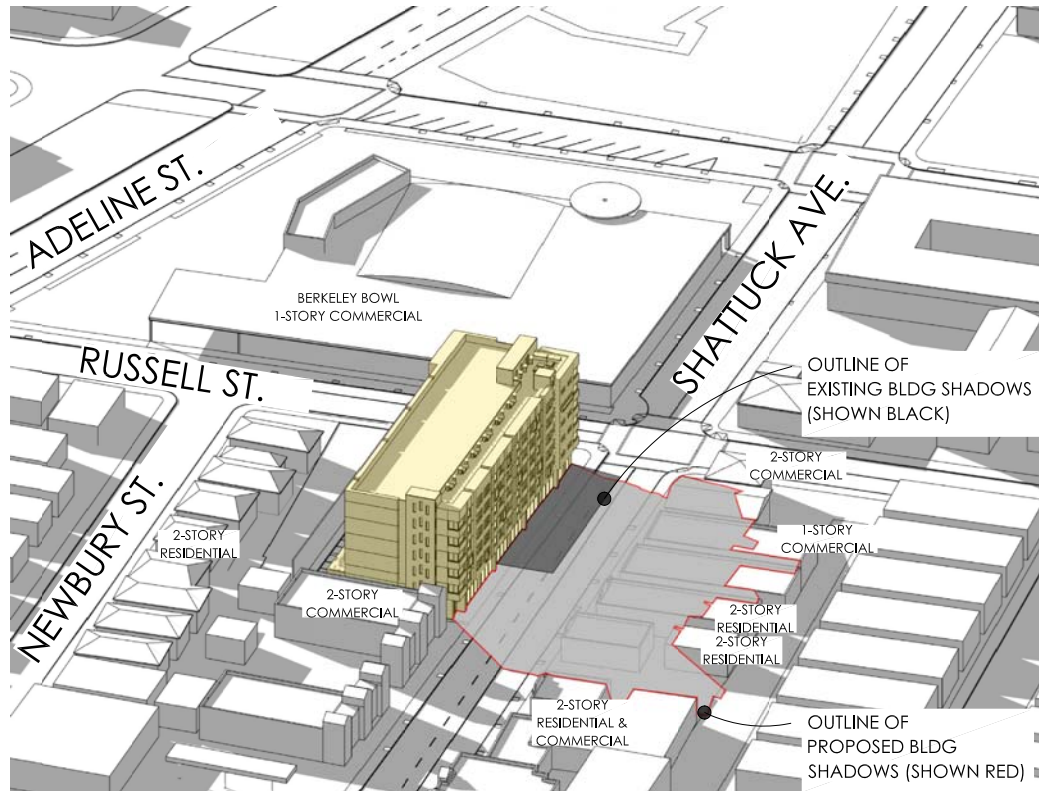 ADELINE ST.
SHATTUCK AVE.
BERKELEY BOWL
1-STORY COMMERCIAL
RUSSELL ST.
OUTLINE OF
EXISTING BLDG SHADOWS
(SHOWN BLACK)
2-STORY
COMMERCIAL
NEWBURY ST.
2-STORY
RESIDENTIAL
1-STORY
COMMERCIAL
2-STORY
COMMERCIAL
2-STORY
RESIDENTIAL
2-STORY
RESIDENTIAL
2-STORY
RESIDENTIAL &
COMMERCIAL
OUTLINE OF
PROPOSED BLDG
SHADOWS (SHOWN RED)